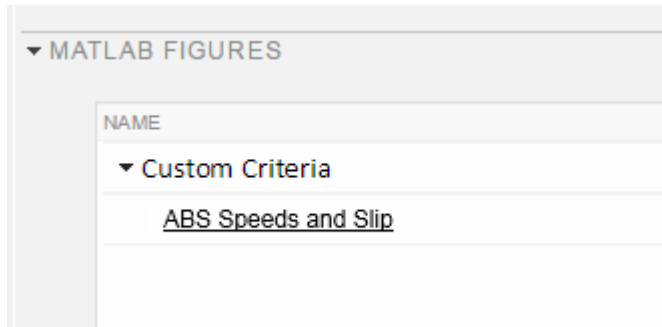 MATLAB FIGURES
NAME
Custom Criteria
ABS Speeds and Slip